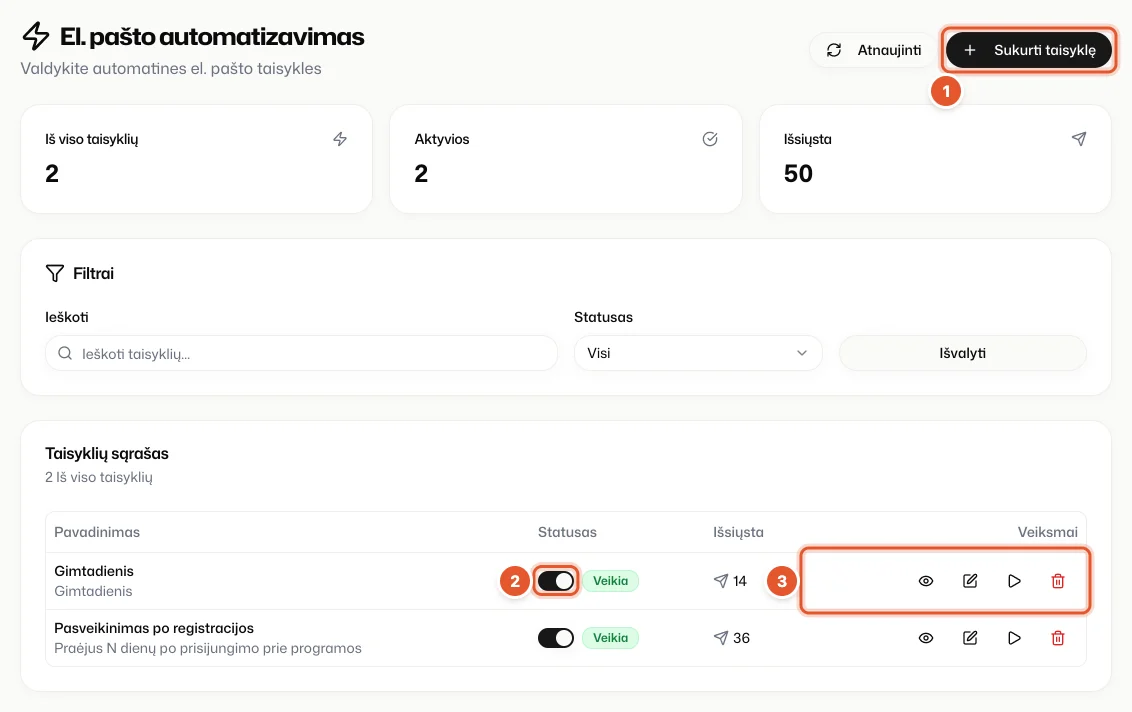 El. pašto automatizavimas
Valdykite automatines el. pašto taisykles
Atnaujinti
Sukurti taisyklę
1
Iš viso taisyklių
2
Aktyvios
2
Išsiųsta
50
Filtrai
Ieškoti
Ieškoti taisyklių...
Statusas
Visi
Išvalyti
Taisyklių sąrašas
2 Iš viso taisyklių
Pavadinimas Statusas Išsiųsta Veiksmai
Gimtadienis
Gimtadienis
2
Veikia
14
3
Pasveikinimas po registracijos
Praėjus N dienų po prisijungimo prie programos
Veikia
36